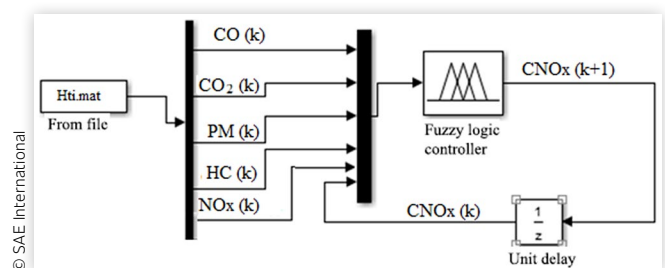 © SAE International
Hti.mat
From file
CO (k)
CO₂ (k)
PM (k)
HC (k)
NOx (k)
Fuzzy logic
controller
CNOx (k+1)
CNOx (k)
1
z
Unit delay